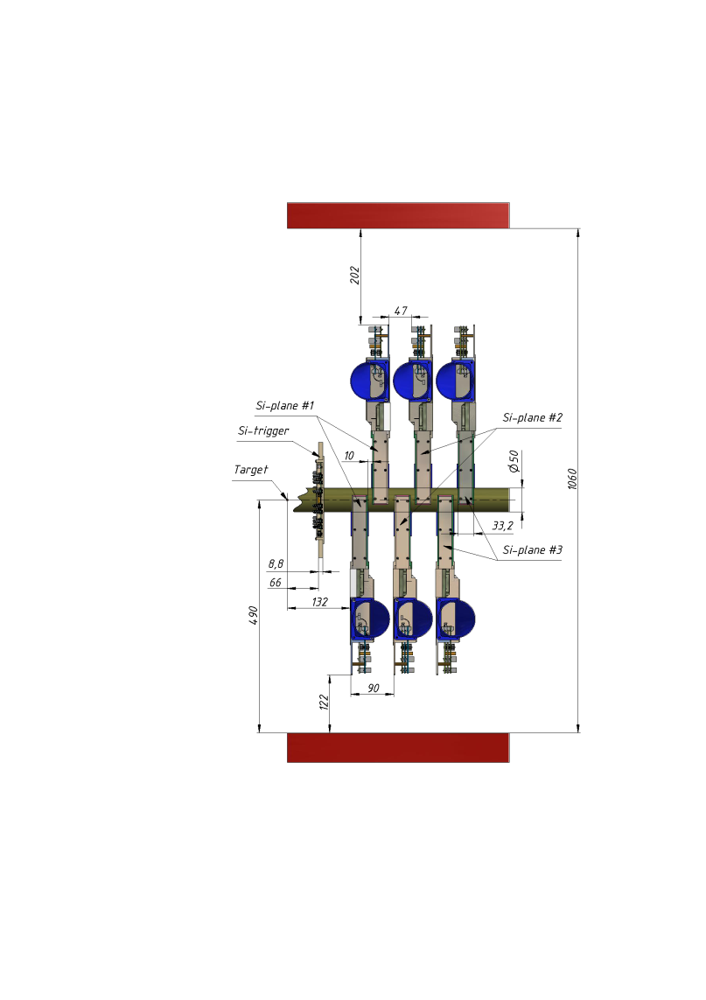 202
47
Si-plane #1
Si-plane #2
Si-trigger
10
Ø50
Target
1060
33,2
Si-plane #3
8,8
66
132
490
90
122